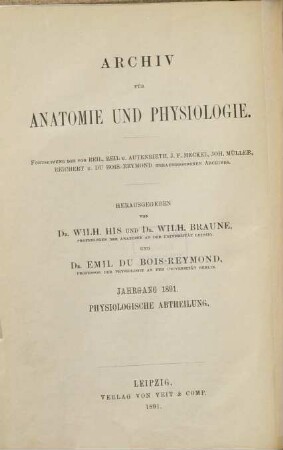 ARCHIV
FÜR
ANATOMIE UND PHYSIOLOGIE.
FORTSETZUNG DES VON REIL, REIL U. AUTENRIETH, J. F. MECKEL, JOH. MÜLLER,
REICHERT U. DU BOIS-REYMOND HERAUSGEGEBENEN ARCHIVES.
HERAUSGEGEBEN
VON
DR. WILH. HIS UND DR. WILH. BRAUNE,
PROFESSOREN DER ANATOMIE AN DER UNIVERSITÄT LEIPZIG,
UND
DR. EMIL DU BOIS-REYMOND,
PROFESSOR DER PHYSIOLOGIE AN DER UNIVERSITÄT BERLIN.
JAHRGANG 1891.
PHYSIOLOGISCHE ABTHEILUNG.
LEIPZIG,
VERLAG VON VEIT & COMP.
1891.